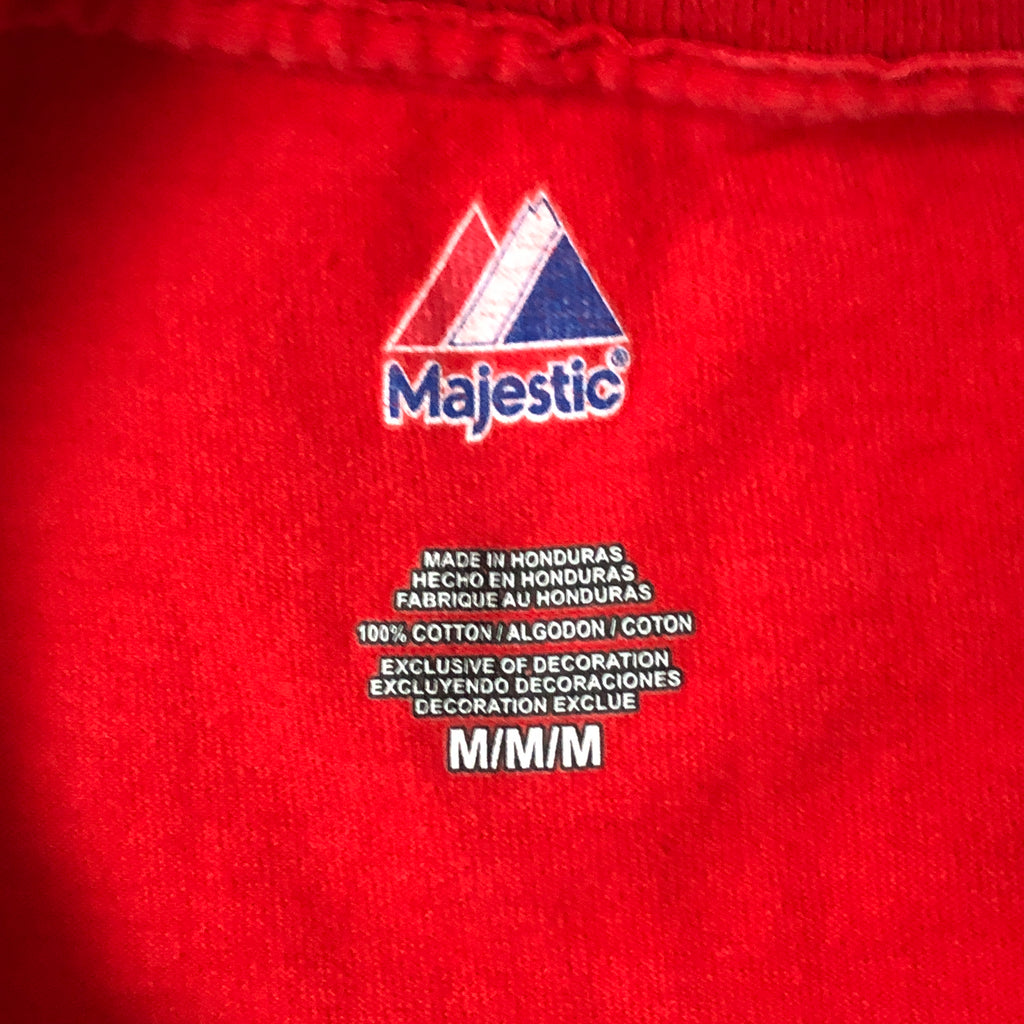 Majestic®
MADE IN HONDURAS
HECHO EN HONDURAS
FABRIQUE AU HONDURAS
100% COTTON / ALGODON / COTON
EXCLUSIVE OF DECORATION
EXCLUYENDO DECORACIONES
DECORATION EXCLUE
M/M/M